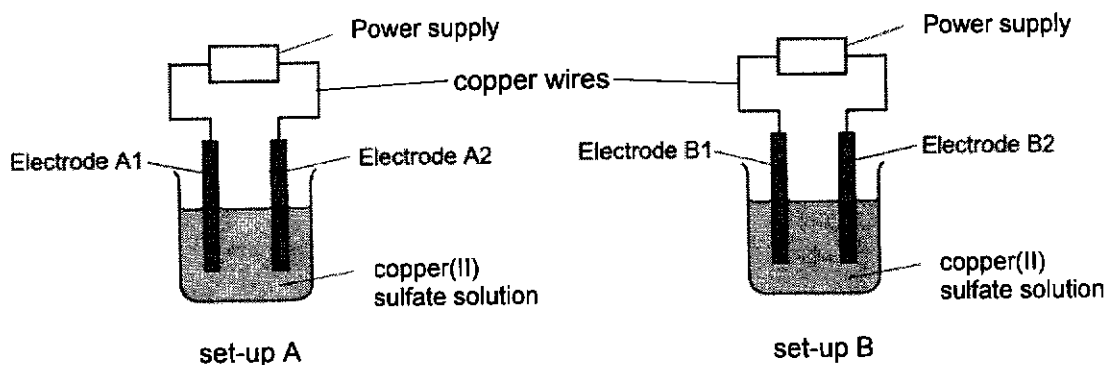 Power supply
copper wires
Electrode A1
Electrode A2
copper(II)
sulfate solution
set-up A
Power supply
Electrode B1
Electrode B2
copper(II)
sulfate solution
set-up B